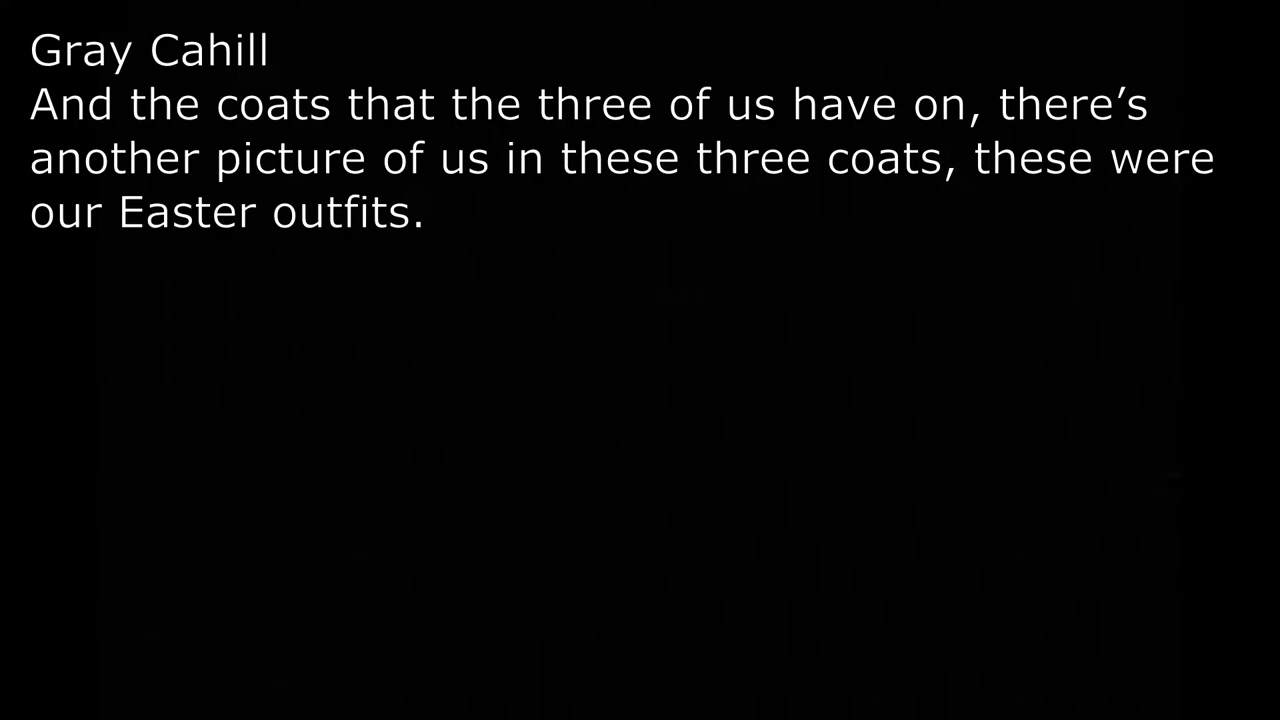 Gray Cahill
And the coats that the three of us have on, there’s
another picture of us in these three coats, these were
our Easter outfits.